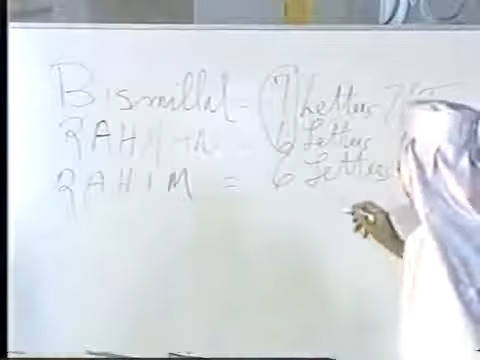 Bismillah = (7 Letters
RAHMAN = 6 Letters
RAHIM = 6 Letters